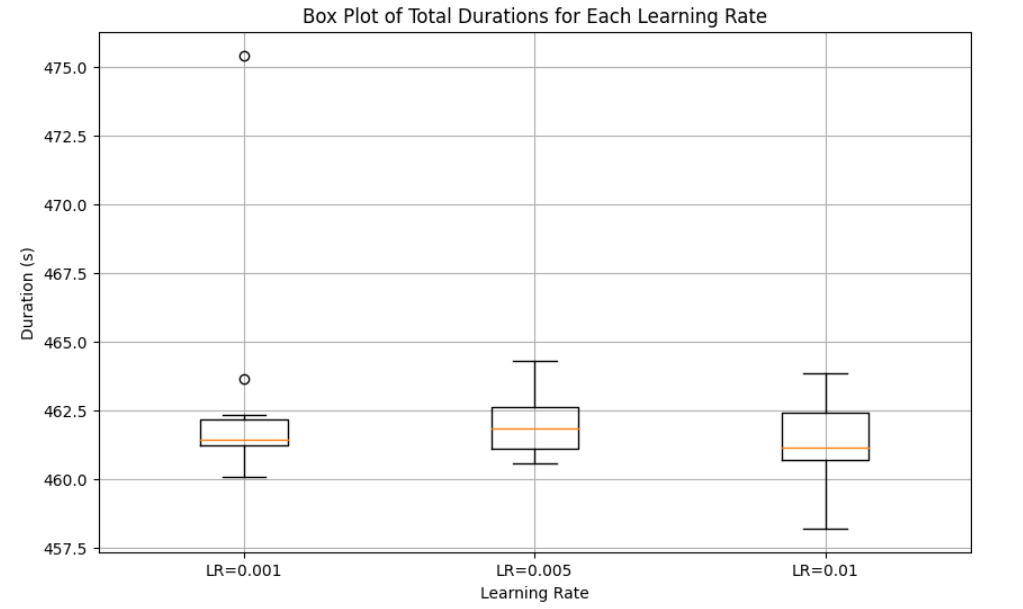 Box Plot of Total Durations for Each Learning Rate
475.0
472.5
470.0
467.5
465.0
462.5
460.0
457.5
Duration (s)
LR=0.001
LR=0.005
LR=0.01
Learning Rate